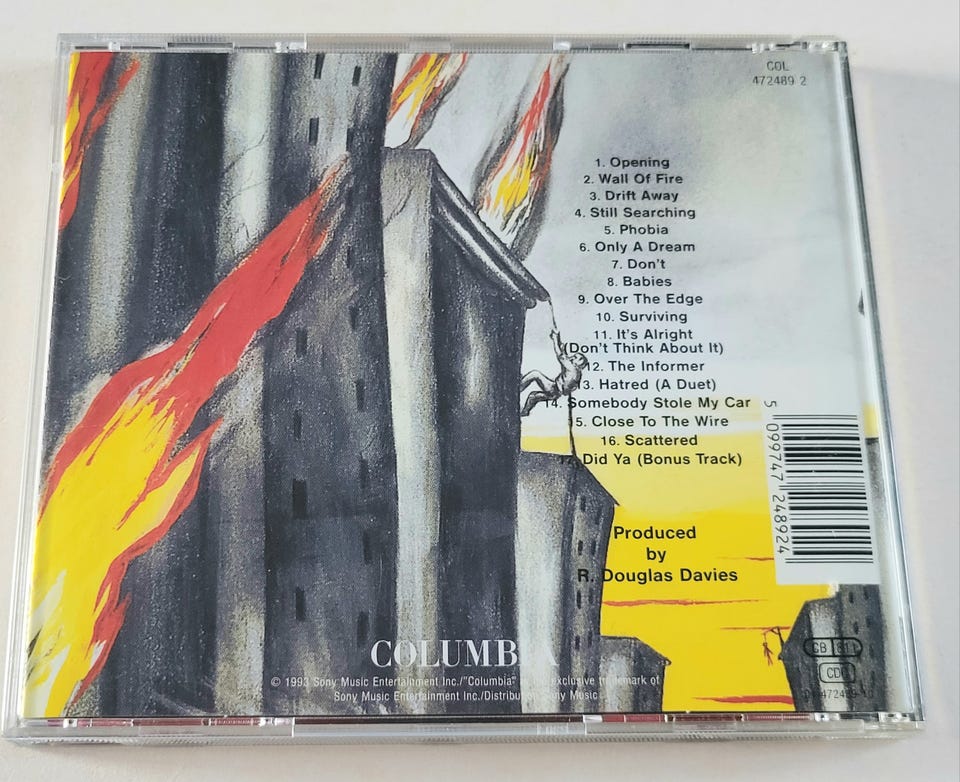 COL
472489 2
1. Opening
2. Wall Of Fire
3. Drift Away
4. Still Searching
5. Phobia
6. Only A Dream
7. Don't
8. Babies
9. Over The Edge
10. Surviving
11. It's Alright
(Don't Think About It)
12. The Informer
13. Hatred (A Duet)
14. Somebody Stole My Car
15. Close To The Wire
16. Scattered
17. Did Ya (Bonus Track)
5 099747 248924
Produced
by
R. Douglas Davies
COLUMBIA
© 1993 Sony Music Entertainment Inc./"Columbia" is the exclusive trademark of
Sony Music Entertainment Inc./Distribution Sony Music
GB 811